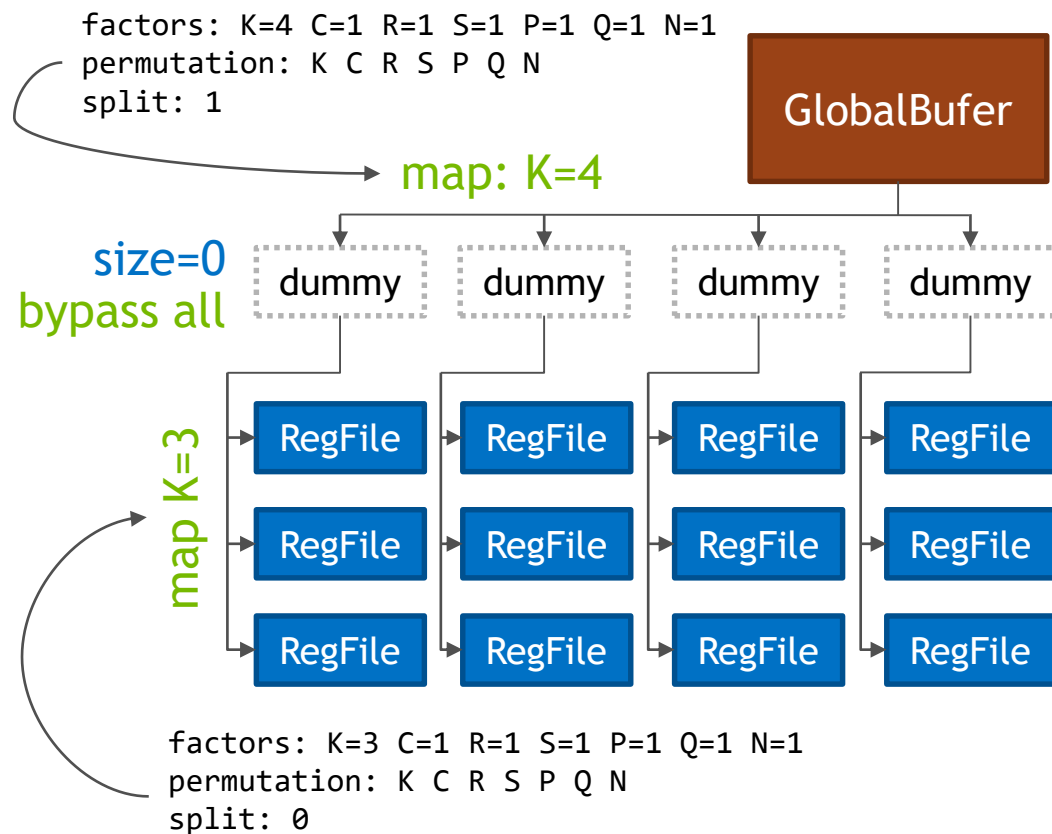 factors: K=4 C=1 R=1 S=1 P=1 Q=1 N=1
permutation: K C R S P Q N
split: 1
GlobalBufer
map: K=4
size=0
bypass all
dummy dummy dummy dummy
map K=3
RegFile RegFile RegFile RegFile
RegFile RegFile RegFile RegFile
RegFile RegFile RegFile RegFile
factors: K=3 C=1 R=1 S=1 P=1 Q=1 N=1
permutation: K C R S P Q N
split: 0